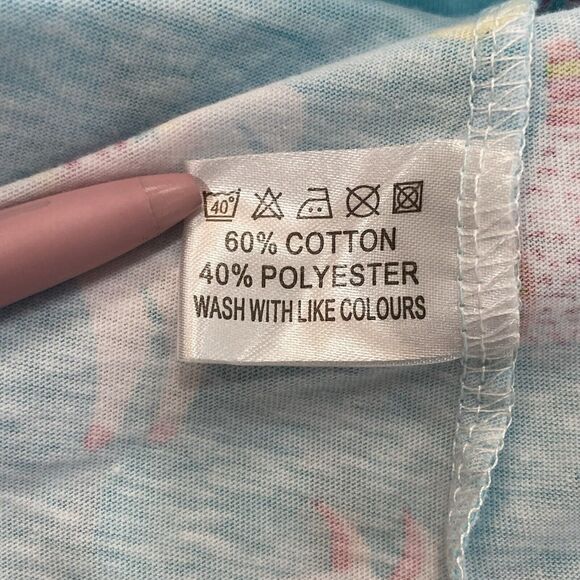 40°
60% COTTON
40% POLYESTER
WASH WITH LIKE COLOURS